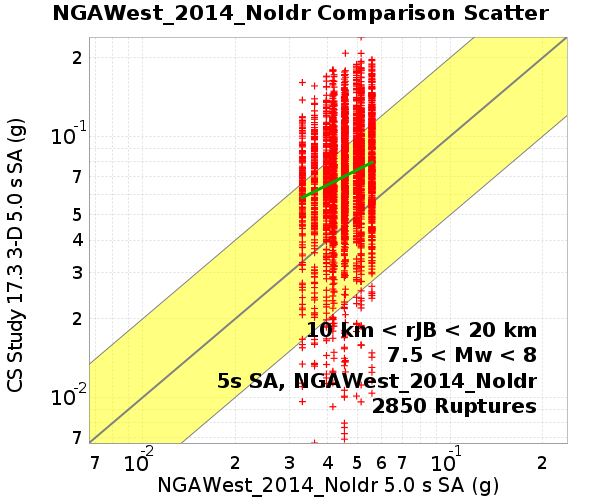 NGAWest_2014_NoIdr Comparison Scatter
CS Study 17.3 3-D 5.0 s SA (g)
2
10^-1
7
6
5
4
3
2
10^-2
7
10 km < rJB < 20 km
7.5 < Mw < 8
5s SA, NGAWest_2014_NoIdr
2850 Ruptures
7 10^-2 2 3 4 5 6 7 10^-1 2
NGAWest_2014_NoIdr 5.0 s SA (g)